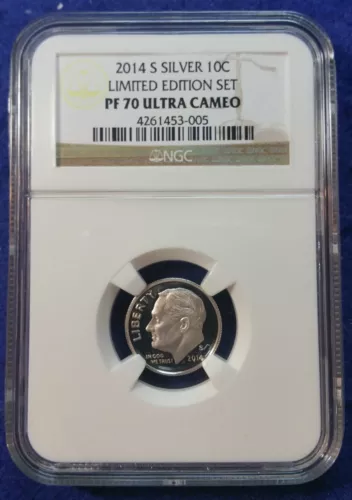 2014 S SILVER 10C
LIMITED EDITION SET
PF 70 ULTRA CAMEO
4261453-005
NGC
LIBERTY
IN GOD
WE TRUST
S
2014